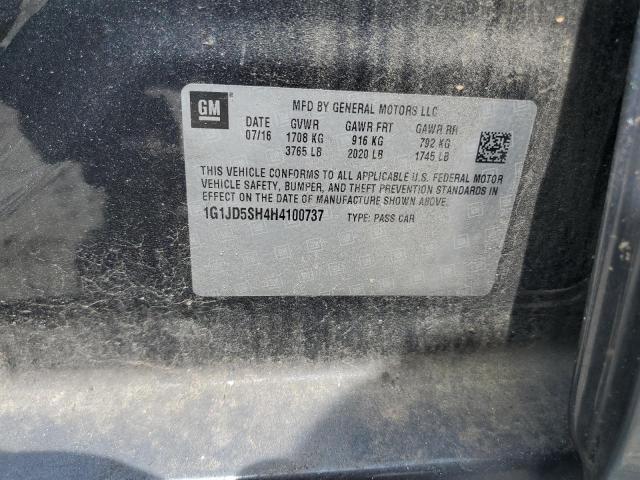 GM
MFD BY GENERAL MOTORS LLC
DATE GVWR GAWR FRT GAWR RR
07/16 1708 KG 916 KG 792 KG
3765 LB 2020 LB 1745 LB
THIS VEHICLE CONFORMS TO ALL APPLICABLE U.S. FEDERAL MOTOR
VEHICLE SAFETY, BUMPER, AND THEFT PREVENTION STANDARDS IN
EFFECT ON THE DATE OF MANUFACTURE SHOWN ABOVE.
1G1JD5SH4H4100737 TYPE: PASS CAR